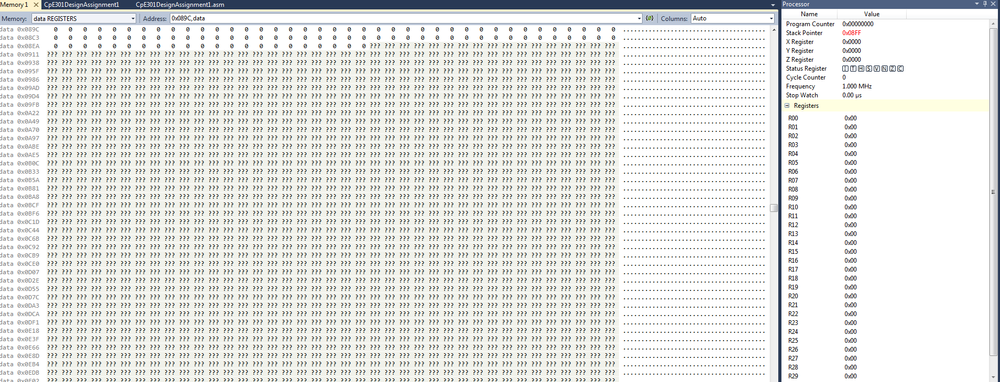 Memory 1 CpE301DesignAssignment1 CpE301DesignAssignment1.asm
Memory: data REGISTERS Address: 0x089C,data Columns: Auto
data 0x089C 0 0 0 0 0 0 0 0 0 0 0 0 0 0 0 0 0 0 0 0 0 0 0 0 0 0 0 0 0 0 0 0 0 0 0 0 0 0 0
data 0x08C3 0 0 0 0 0 0 0 0 0 0 0 0 0 0 0 0 0 0 0 0 0 0 0 0 0 0 0 0 0 0 0 0 0 0 0 0 0 0 0
data 0x08EA 0 0 0 0 0 0 0 0 0 0 0 0 0 0 0 0 0 0 0 0 0 0 ??? ??? ??? ??? ??? ??? ??? ??? ??? ??? ??? ??? ??? ??? ??? ??? ???
data 0x0911
data 0x0938
data 0x095F
data 0x0986
data 0x09AD
data 0x09D4
data 0x09FB
data 0x0A22
data 0x0A49
data 0x0A70
data 0x0A97
data 0x0ABE
data 0x0AE5
data 0x0B0C
data 0x0B33
data 0x0B5A
data 0x0B81
data 0x0BA8
data 0x0BCF
data 0x0BF6
data 0x0C1D
data 0x0C44
data 0x0C6B
data 0x0C92
data 0x0CB9
data 0x0CE0
data 0x0D07
data 0x0D2E
data 0x0D55
data 0x0D7C
data 0x0DA3
data 0x0DCA
data 0x0DF1
data 0x0E18
data 0x0E3F
data 0x0E66
data 0x0E8D
data 0x0EB4
data 0x0EDB
data 0x0F02
Processor
Name Value
Program Counter 0x00000000
Stack Pointer 0x08FF
X Register 0x0000
Y Register 0x0000
Z Register 0x0000
Status Register I T H S V N Z C
Cycle Counter 0
Frequency 1.000 MHz
Stop Watch 0.00 µs
Registers
R00 0x00
R01 0x00
R02 0x00
R03 0x00
R04 0x00
R05 0x00
R06 0x00
R07 0x00
R08 0x00
R09 0x00
R10 0x00
R11 0x00
R12 0x00
R13 0x00
R14 0x00
R15 0x00
R16 0x00
R17 0x00
R18 0x00
R19 0x00
R20 0x00
R21 0x00
R22 0x00
R23 0x00
R24 0x00
R25 0x00
R26 0x00
R27 0x00
R28 0x00
R29 0x00